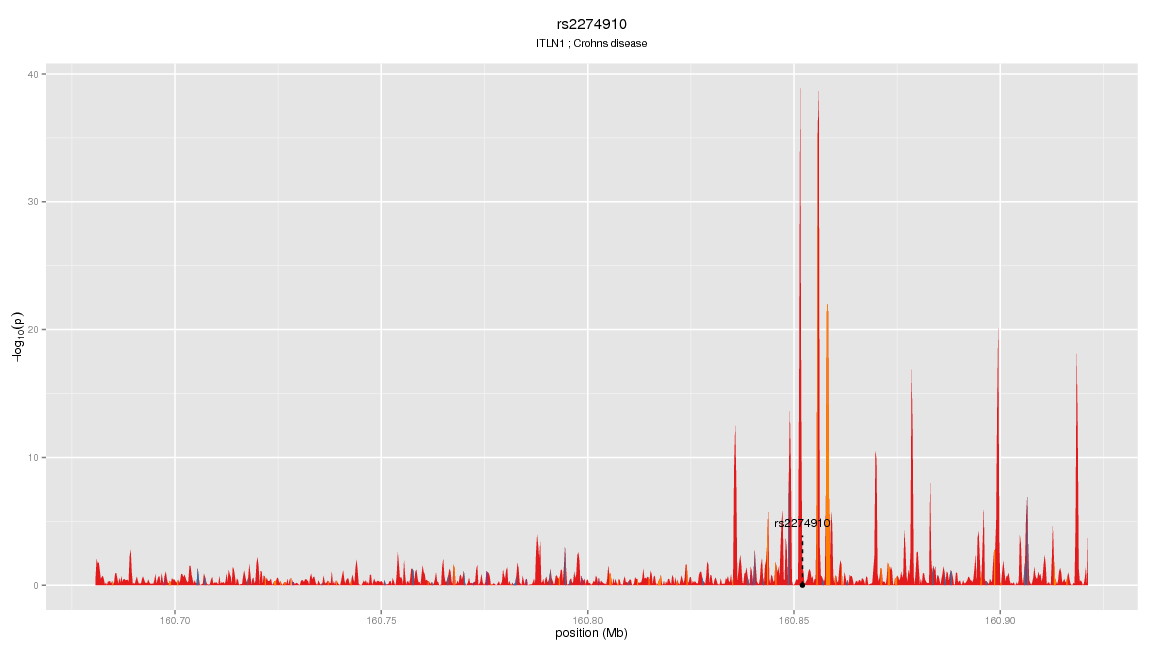 rs2274910
ITLN1 ; Crohns disease
40
30
20
10
0
−log10(p)
rs2274910
160.70 160.75 160.80 160.85 160.90
position (Mb)